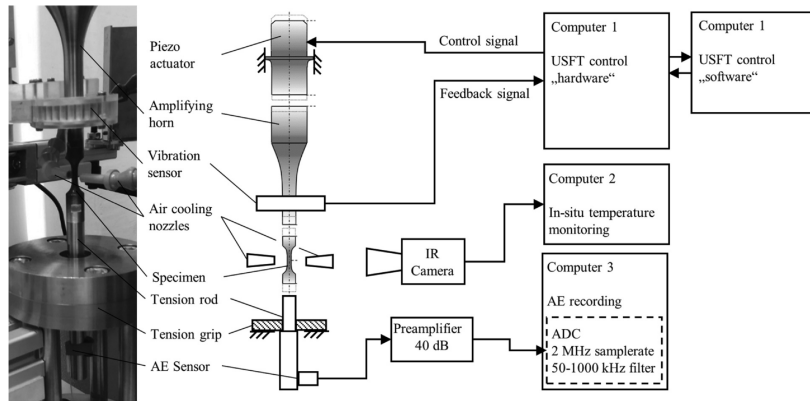 Piezo
actuator
Amplifying
horn
Vibration
sensor
Air cooling
nozzles
Specimen
Tension rod
Tension grip
AE Sensor
Control signal
Feedback signal
IR
Camera
Preamplifier
40 dB
Computer 1
USFT control
„hardware“
Computer 1
USFT control
„software“
Computer 2
In-situ temperature
monitoring
Computer 3
AE recording
ADC
2 MHz samplerate
50-1000 kHz filter